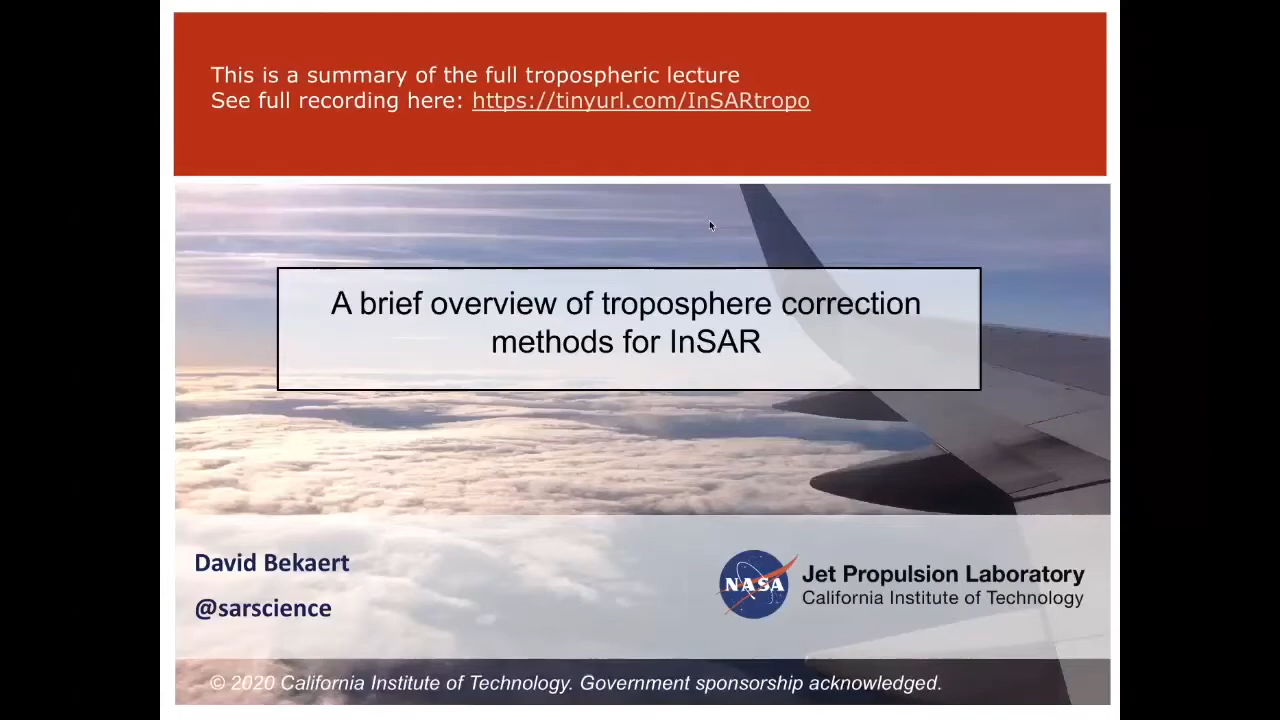 This is a summary of the full tropospheric lecture
See full recording here: https://tinyurl.com/InSARtropo
A brief overview of troposphere correction
methods for InSAR
David Bekaert
@sarscience
NASA
Jet Propulsion Laboratory
California Institute of Technology
© 2020 California Institute of Technology. Government sponsorship acknowledged.